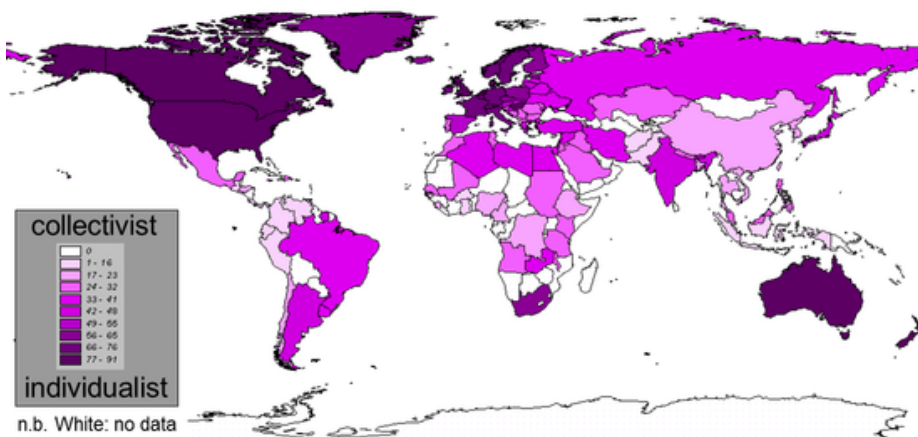 collectivist
0
1 - 16
17 - 23
24 - 32
33 - 41
42 - 48
49 - 55
56 - 65
66 - 76
77 - 91
individualist
n.b. White: no data